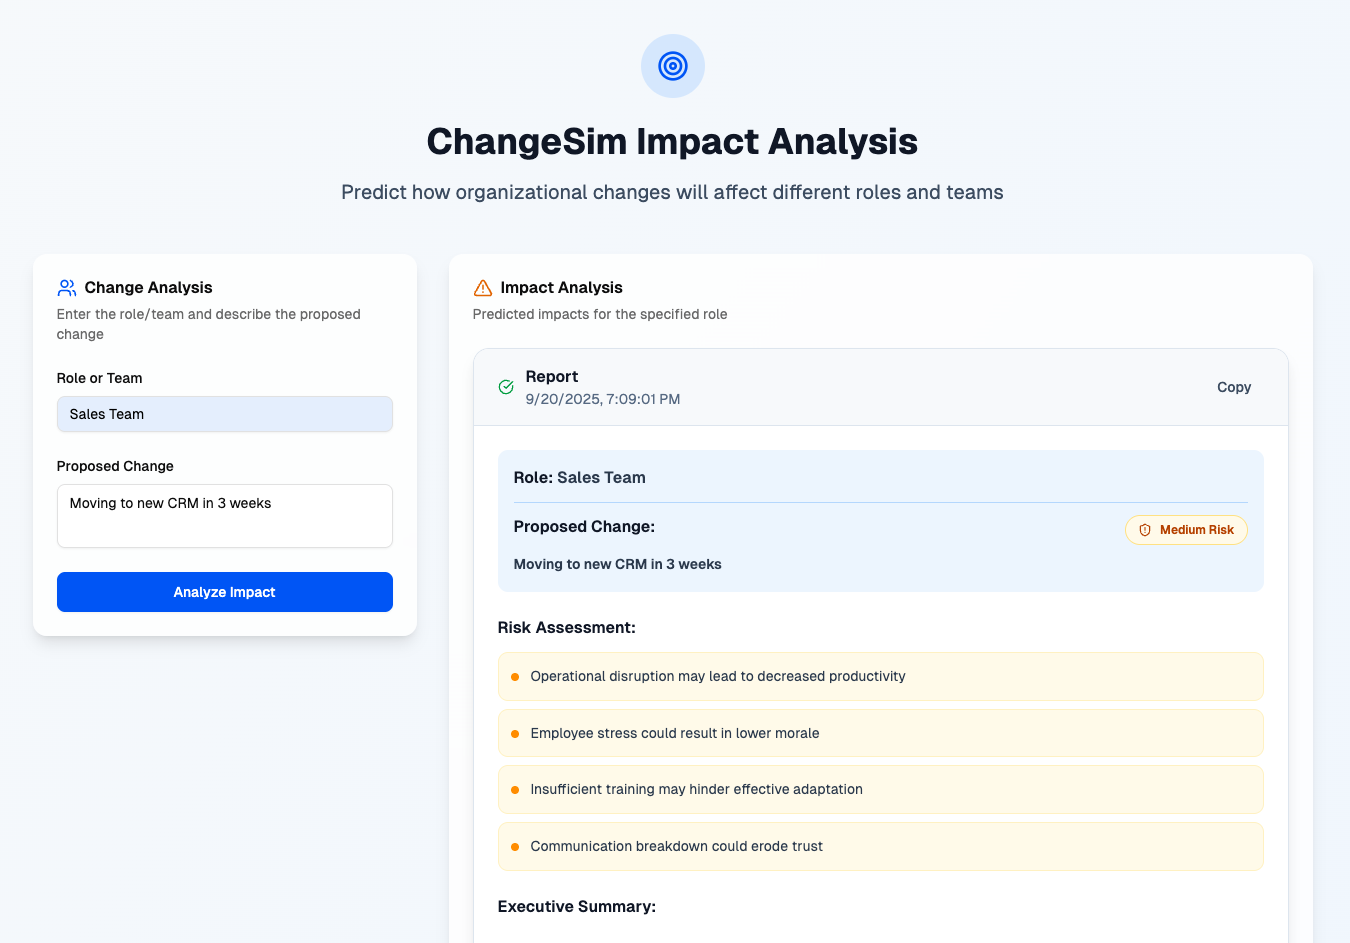 ChangeSim Impact Analysis
Predict how organizational changes will affect different roles and teams
Change Analysis
Enter the role/team and describe the proposed
change
Role or Team
Sales Team
Proposed Change
Moving to new CRM in 3 weeks
Analyze Impact
Impact Analysis
Predicted impacts for the specified role
Report
9/20/2025, 7:09:01 PM
Copy
Role: Sales Team
Proposed Change:
Medium Risk
Moving to new CRM in 3 weeks
Risk Assessment:
Operational disruption may lead to decreased productivity
Employee stress could result in lower morale
Insufficient training may hinder effective adaptation
Communication breakdown could erode trust
Executive Summary: